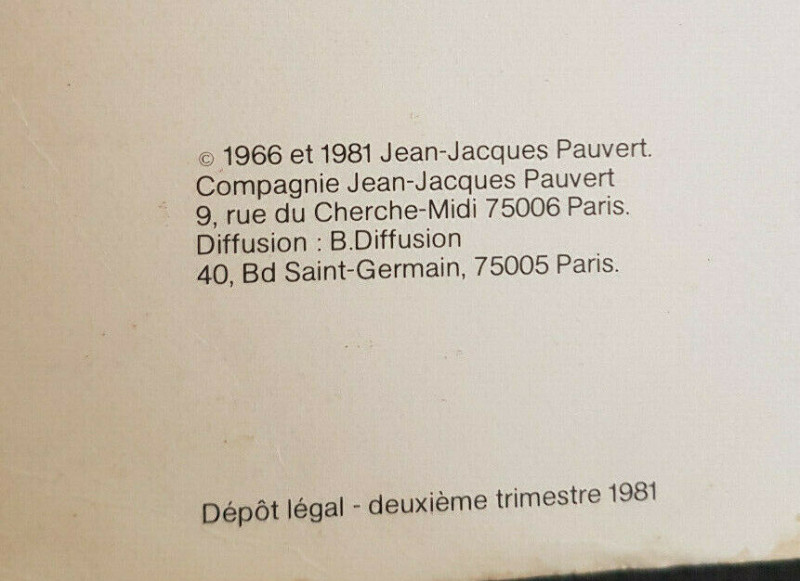 © 1966 et 1981 Jean-Jacques Pauvert.
Compagnie Jean-Jacques Pauvert
9, rue du Cherche-Midi 75006 Paris.
Diffusion : B.Diffusion
40, Bd Saint-Germain, 75005 Paris.
Dépôt légal - deuxième trimestre 1981